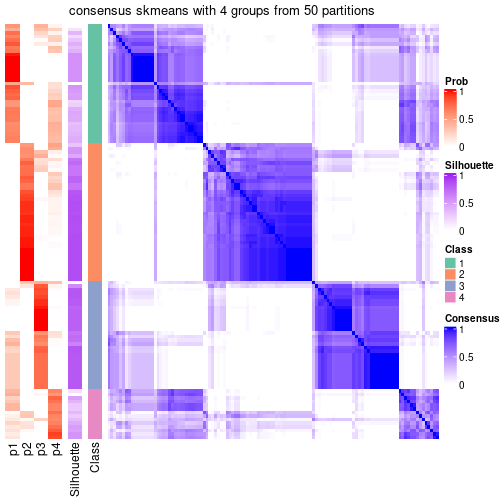 consensus skmeans with 4 groups from 50 partitions
Prob
1
0.5
0
Silhouette
1
0.5
0
Class
1
2
3
4
Consensus
1
0.5
0
p1
p2
p3
p4
Silhouette
Class